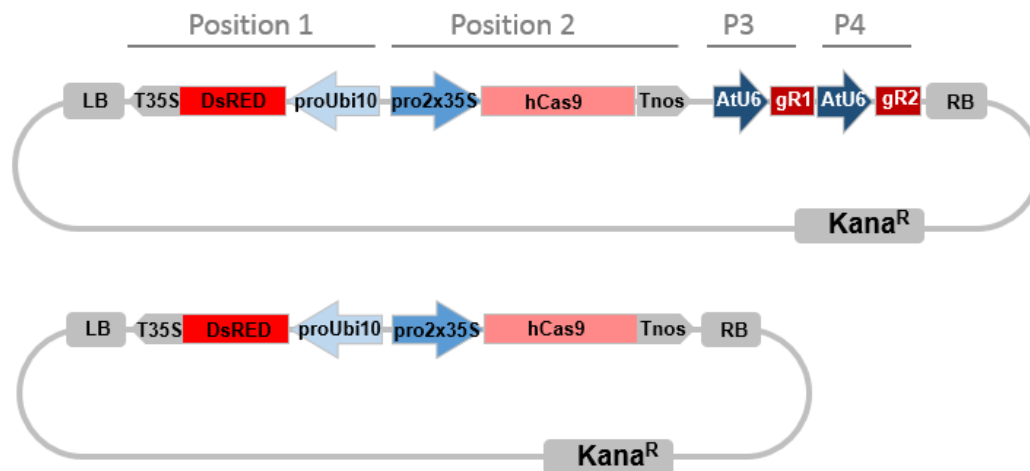 Position 1 Position 2 P3 P4
LB T35S DsRED proUbi10 pro2x35S hCas9 Tnos AtU6 gR1 AtU6 gR2 RB
Kanaᴿ
LB T35S DsRED proUbi10 pro2x35S hCas9 Tnos RB
Kanaᴿ